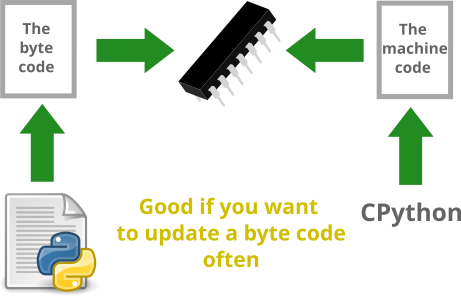 The
byte
code
The
machine
code
Good if you want
to update a byte code
often
CPython